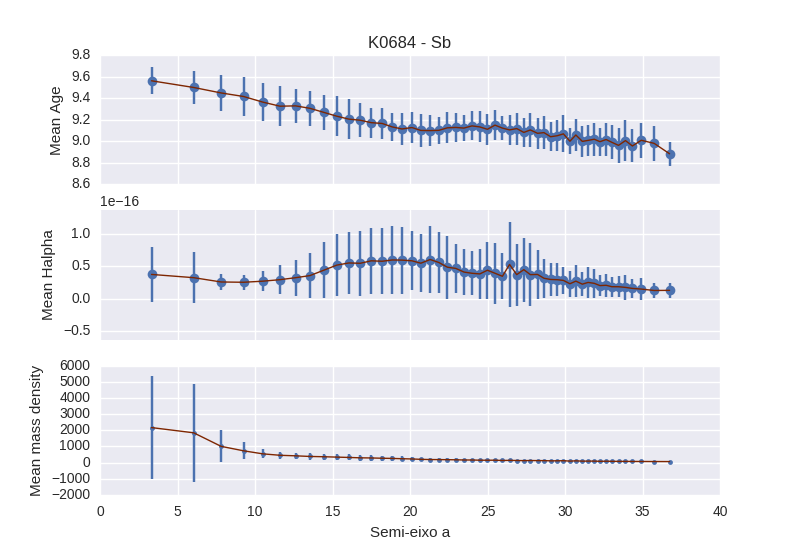 K0684 - Sb
Mean Age
9.8
9.6
9.4
9.2
9.0
8.8
8.6
1e−16
Mean Halpha
1.0
0.5
0.0
−0.5
Mean mass density
6000
5000
4000
3000
2000
1000
0
−1000
−2000
0 5 10 15 20 25 30 35 40
Semi-eixo a